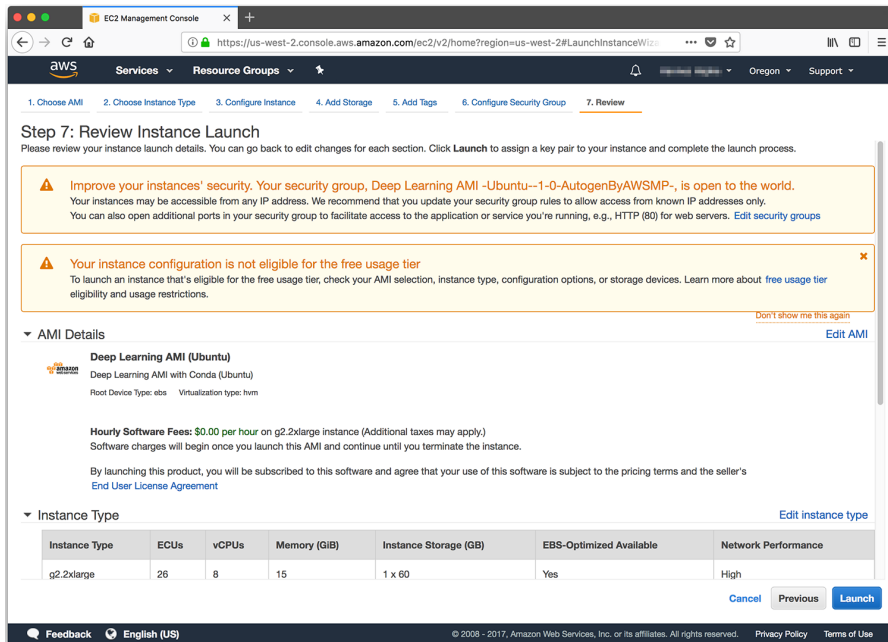 EC2 Management Console
https://us-west-2.console.aws.amazon.com/ec2/v2/home?region=us-west-2#LaunchInstanceWize
aws Services Resource Groups Oregon Support
1. Choose AMI 2. Choose Instance Type 3. Configure Instance 4. Add Storage 5. Add Tags 6. Configure Security Group 7. Review
Step 7: Review Instance Launch
Please review your instance launch details. You can go back to edit changes for each section. Click Launch to assign a key pair to your instance and complete the launch process.
Improve your instances' security. Your security group, Deep Learning AMI -Ubuntu--1-0-AutogenByAWSMP-, is open to the world.
Your instances may be accessible from any IP address. We recommend that you update your security group rules to allow access from known IP addresses only.
You can also open additional ports in your security group to facilitate access to the application or service you're running, e.g., HTTP (80) for web servers. Edit security groups
Your instance configuration is not eligible for the free usage tier
To launch an instance that's eligible for the free usage tier, check your AMI selection, instance type, configuration options, or storage devices. Learn more about free usage tier
eligibility and usage restrictions.
Don't show me this again
AMI Details Edit AMI
Deep Learning AMI (Ubuntu)
amazon
web services
Deep Learning AMI with Conda (Ubuntu)
Root Device Type: ebs Virtualization type: hvm
Hourly Software Fees: $0.00 per hour on g2.2xlarge instance (Additional taxes may apply.)
Software charges will begin once you launch this AMI and continue until you terminate the instance.
By launching this product, you will be subscribed to this software and agree that your use of this software is subject to the pricing terms and the seller's
End User License Agreement
Instance Type Edit instance type
Instance Type ECUs vCPUs Memory (GiB) Instance Storage (GB) EBS-Optimized Available Network Performance
g2.2xlarge 26 8 15 1 x 60 Yes High
Cancel Previous Launch
Feedback English (US) © 2008 - 2017, Amazon Web Services, Inc. or its affiliates. All rights reserved. Privacy Policy Terms of Use